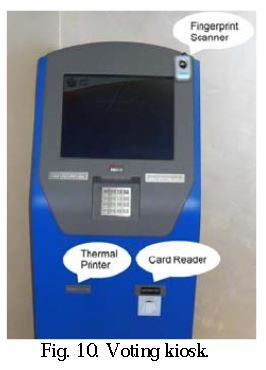 Fingerprint
Scanner
Thermal
Printer
Card Reader
Fig. 10. Voting kiosk.